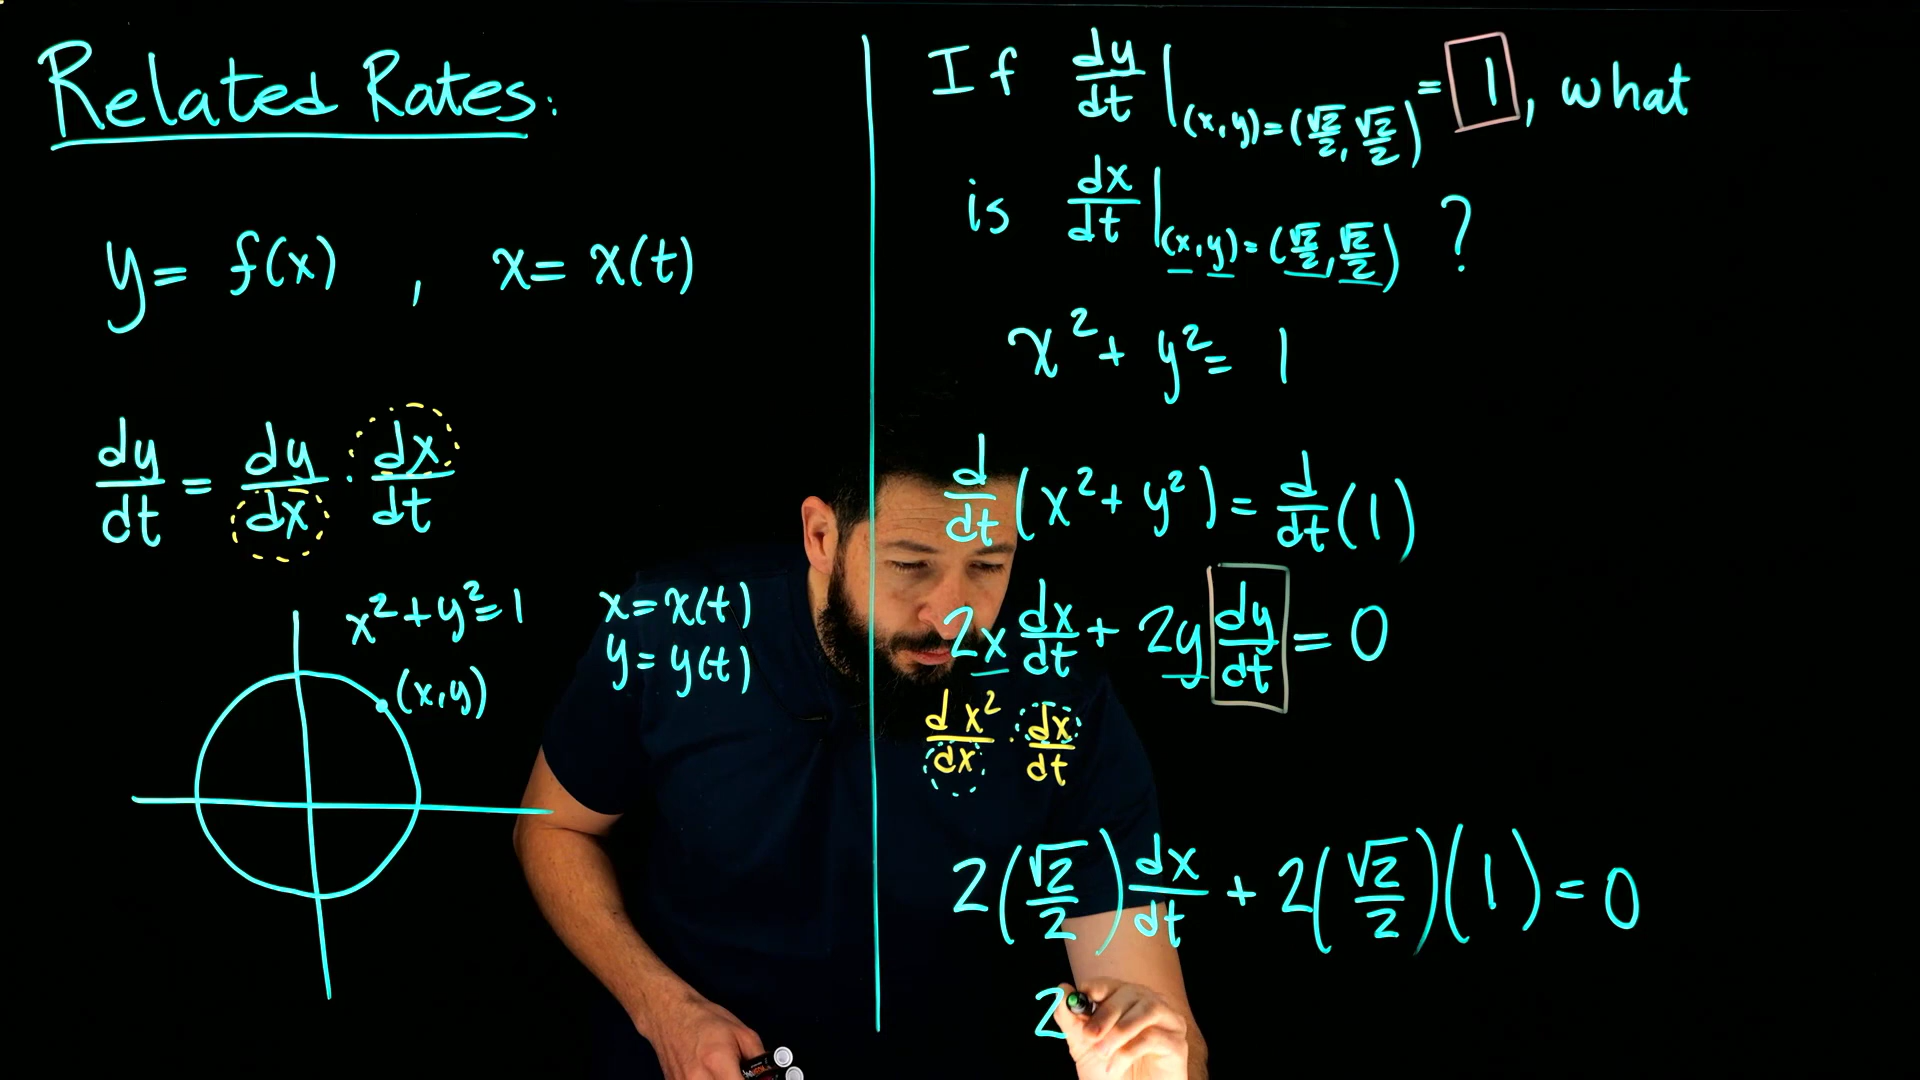 Related Rates:
y = f(x) , x = x(t)
dy/dt = dy/dx · dx/dt
x² + y² = 1
x = x(t)
y = y(t)
(x,y)
If dy/dt |(x,y)=(√2/2, √2/2) = 1, what
is dx/dt |(x,y)=(√2/2, √2/2) ?
x² + y² = 1
d/dt (x² + y²) = d/dt (1)
2x dx/dt + 2y dy/dt = 0
d x²/dx · dx/dt
2(√2/2) dx/dt + 2(√2/2)(1) = 0
2